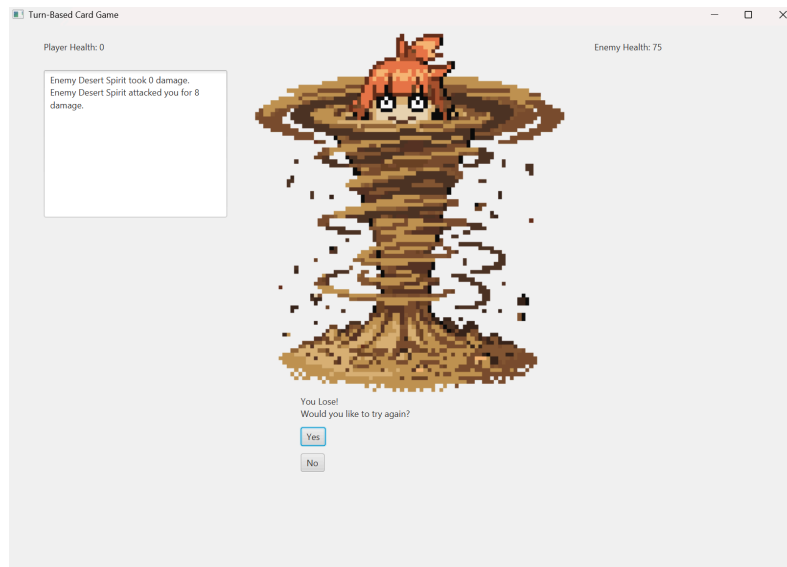 Turn-Based Card Game
Player Health: 0
Enemy Health: 75
Enemy Desert Spirit took 0 damage.
Enemy Desert Spirit attacked you for 8
damage.
You Lose!
Would you like to try again?
Yes
No